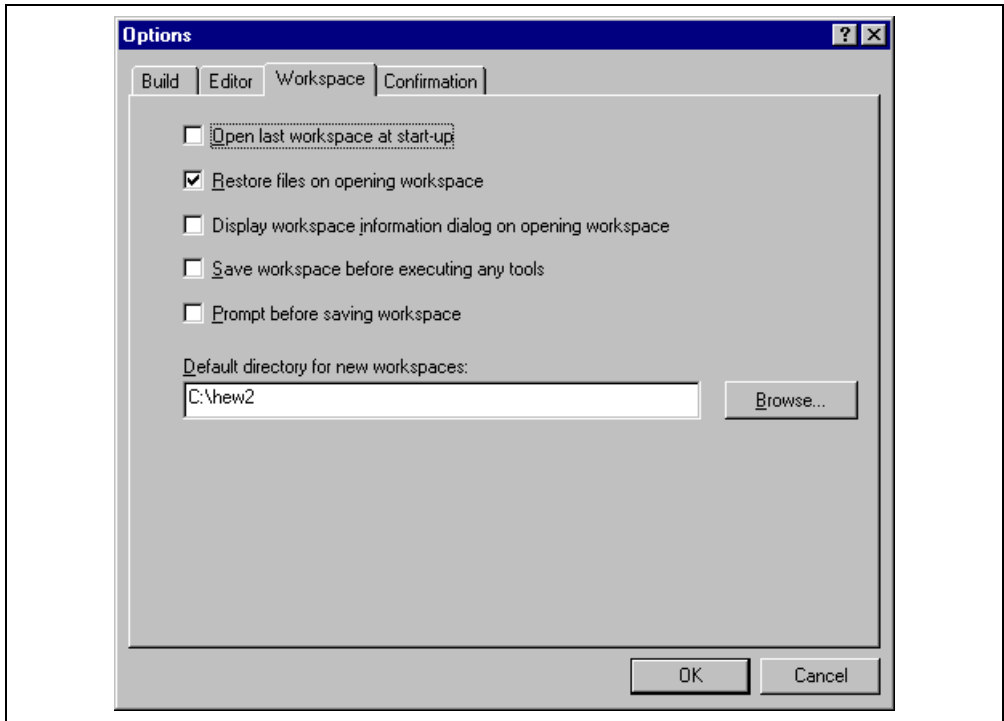 Options
Build Editor Workspace Confirmation
Open last workspace at start-up
Restore files on opening workspace
Display workspace information dialog on opening workspace
Save workspace before executing any tools
Prompt before saving workspace
Default directory for new workspaces:
C:\hew2 Browse...
OK Cancel